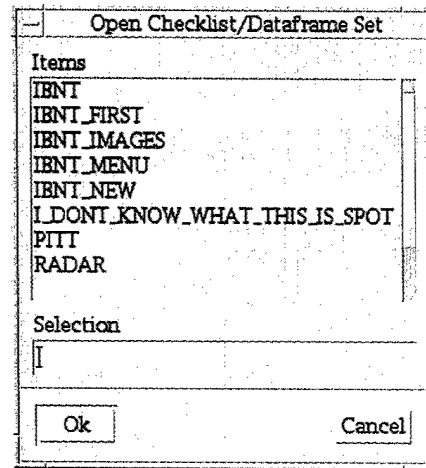 Open Checklist/Dataframe Set
Items
IBNT
IBNT_FIRST
IBNT_IMAGES
IBNT_MENU
IBNT_NEW
I_DONT_KNOW_WHAT_THIS_IS_SPOT
PITT
RADAR
Selection
Ok Cancel